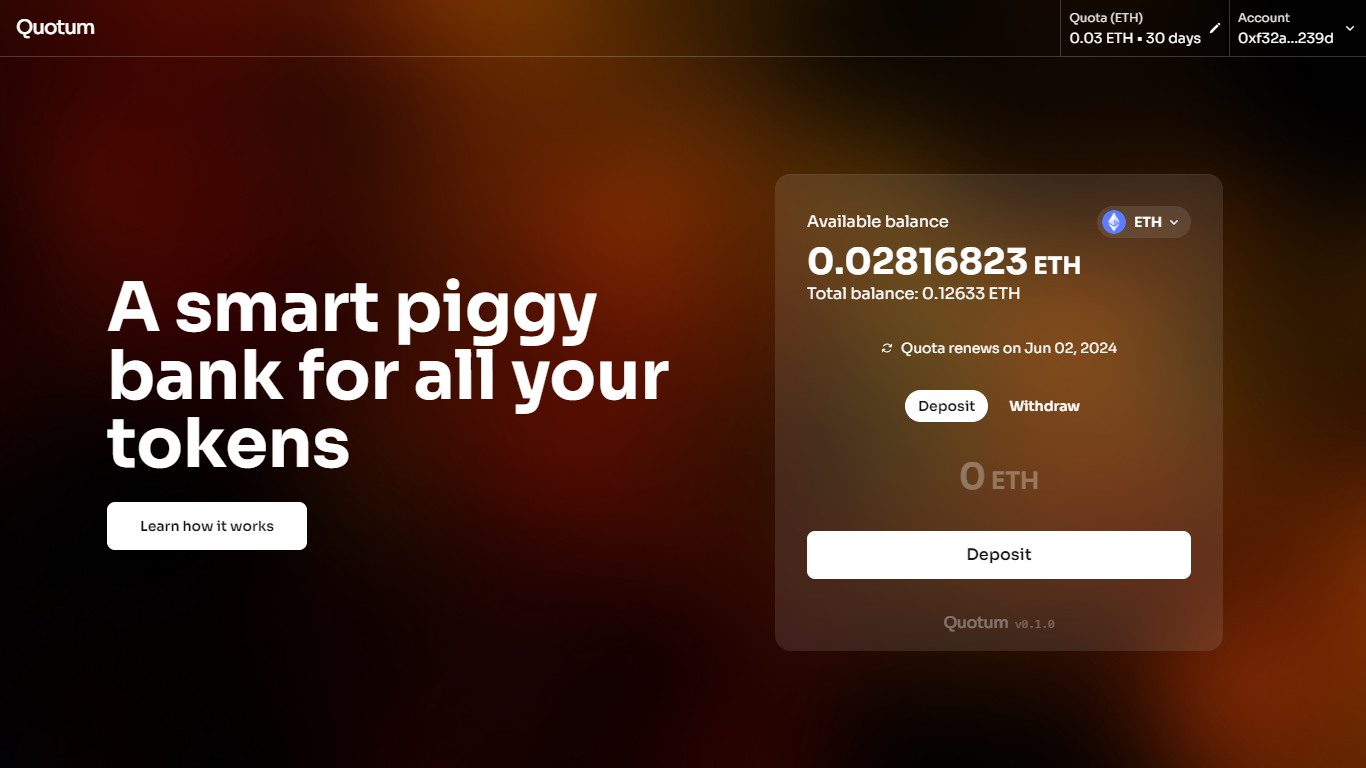 Quotum
Quota (ETH)
0.03 ETH ▪ 30 days
Account
0xf32a...239d
A smart piggy
bank for all your
tokens
Learn how it works
Available balance
ETH
0.02816823 ETH
Total balance: 0.12633 ETH
Quota renews on Jun 02, 2024
Deposit
Withdraw
0 ETH
Deposit
Quotum v0.1.0